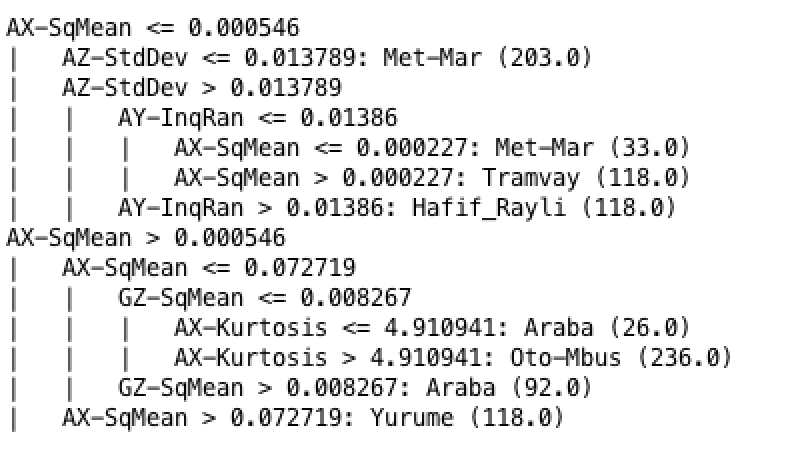 AX-SqMean <= 0.000546
|   AZ-StdDev <= 0.013789: Met-Mar (203.0)
|   AZ-StdDev > 0.013789
|   |   AY-InqRan <= 0.01386
|   |   |   AX-SqMean <= 0.000227: Met-Mar (33.0)
|   |   |   AX-SqMean > 0.000227: Tramvay (118.0)
|   |   AY-InqRan > 0.01386: Hafif_Rayli (118.0)
AX-SqMean > 0.000546
|   AX-SqMean <= 0.072719
|   |   GZ-SqMean <= 0.008267
|   |   |   AX-Kurtosis <= 4.910941: Araba (26.0)
|   |   |   AX-Kurtosis > 4.910941: Oto-Mbus (236.0)
|   |   GZ-SqMean > 0.008267: Araba (92.0)
|   AX-SqMean > 0.072719: Yurume (118.0)